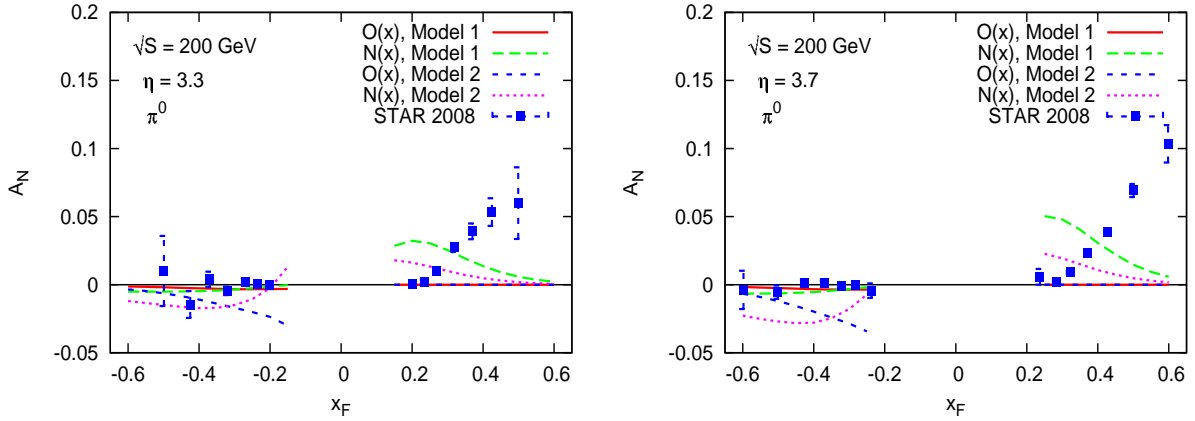 0.2
0.15
0.1
0.05
0
-0.05
A_N
√S = 200 GeV
η = 3.3
π^0
O(x), Model 1
N(x), Model 1
O(x), Model 2
N(x), Model 2
STAR 2008
-0.6 -0.4 -0.2 0 0.2 0.4 0.6
x_F
0.2
0.15
0.1
0.05
0
-0.05
A_N
√S = 200 GeV
η = 3.7
π^0
O(x), Model 1
N(x), Model 1
O(x), Model 2
N(x), Model 2
STAR 2008
-0.6 -0.4 -0.2 0 0.2 0.4 0.6
x_F